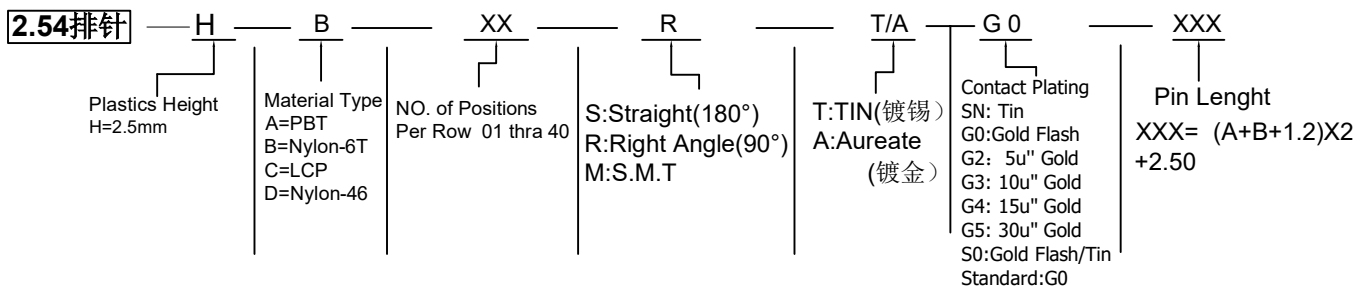 2.54排针 H B XX R T/A G 0 XXX
Plastics Height
H=2.5mm
Material Type
A=PBT
B=Nylon-6T
C=LCP
D=Nylon-46
NO. of Positions
Per Row 01 thra 40
S:Straight(180°)
R:Right Angle(90°)
M:S.M.T
T:TIN(镀锡）
A:Aureate
(镀金）
Contact Plating
SN: Tin
G0:Gold Flash
G2： 5u" Gold
G3: 10u" Gold
G4: 15u" Gold
G5: 30u" Gold
S0:Gold Flash/Tin
Standard:G0
Pin Lenght
XXX= (A+B+1.2)X2
+2.50